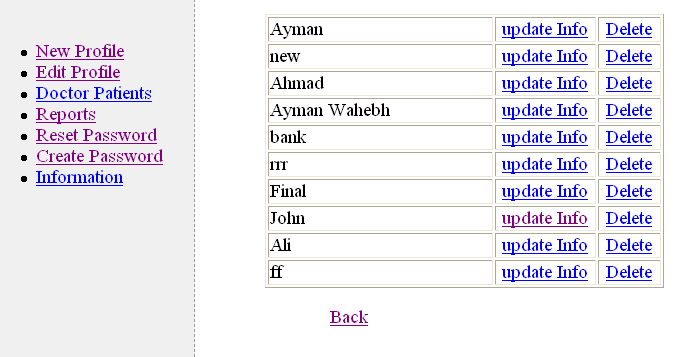 New Profile
Edit Profile
Doctor Patients
Reports
Reset Password
Create Password
Information
Ayman update Info Delete
new update Info Delete
Ahmad update Info Delete
Ayman Wahebh update Info Delete
bank update Info Delete
rrr update Info Delete
Final update Info Delete
John update Info Delete
Ali update Info Delete
ff update Info Delete
Back